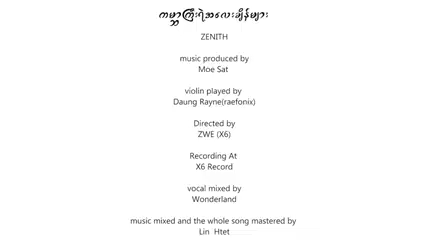 ကမ္ဘာကြီးရဲ့အလေးချိန်များ
ZENITH
music produced by
Moe Sat
violin played by
Daung Rayne(raefonix)
Directed by
ZWE (X6)
Recording At
X6 Record
vocal mixed by
Wonderland
music mixed and the whole song mastered by
Lin Htet